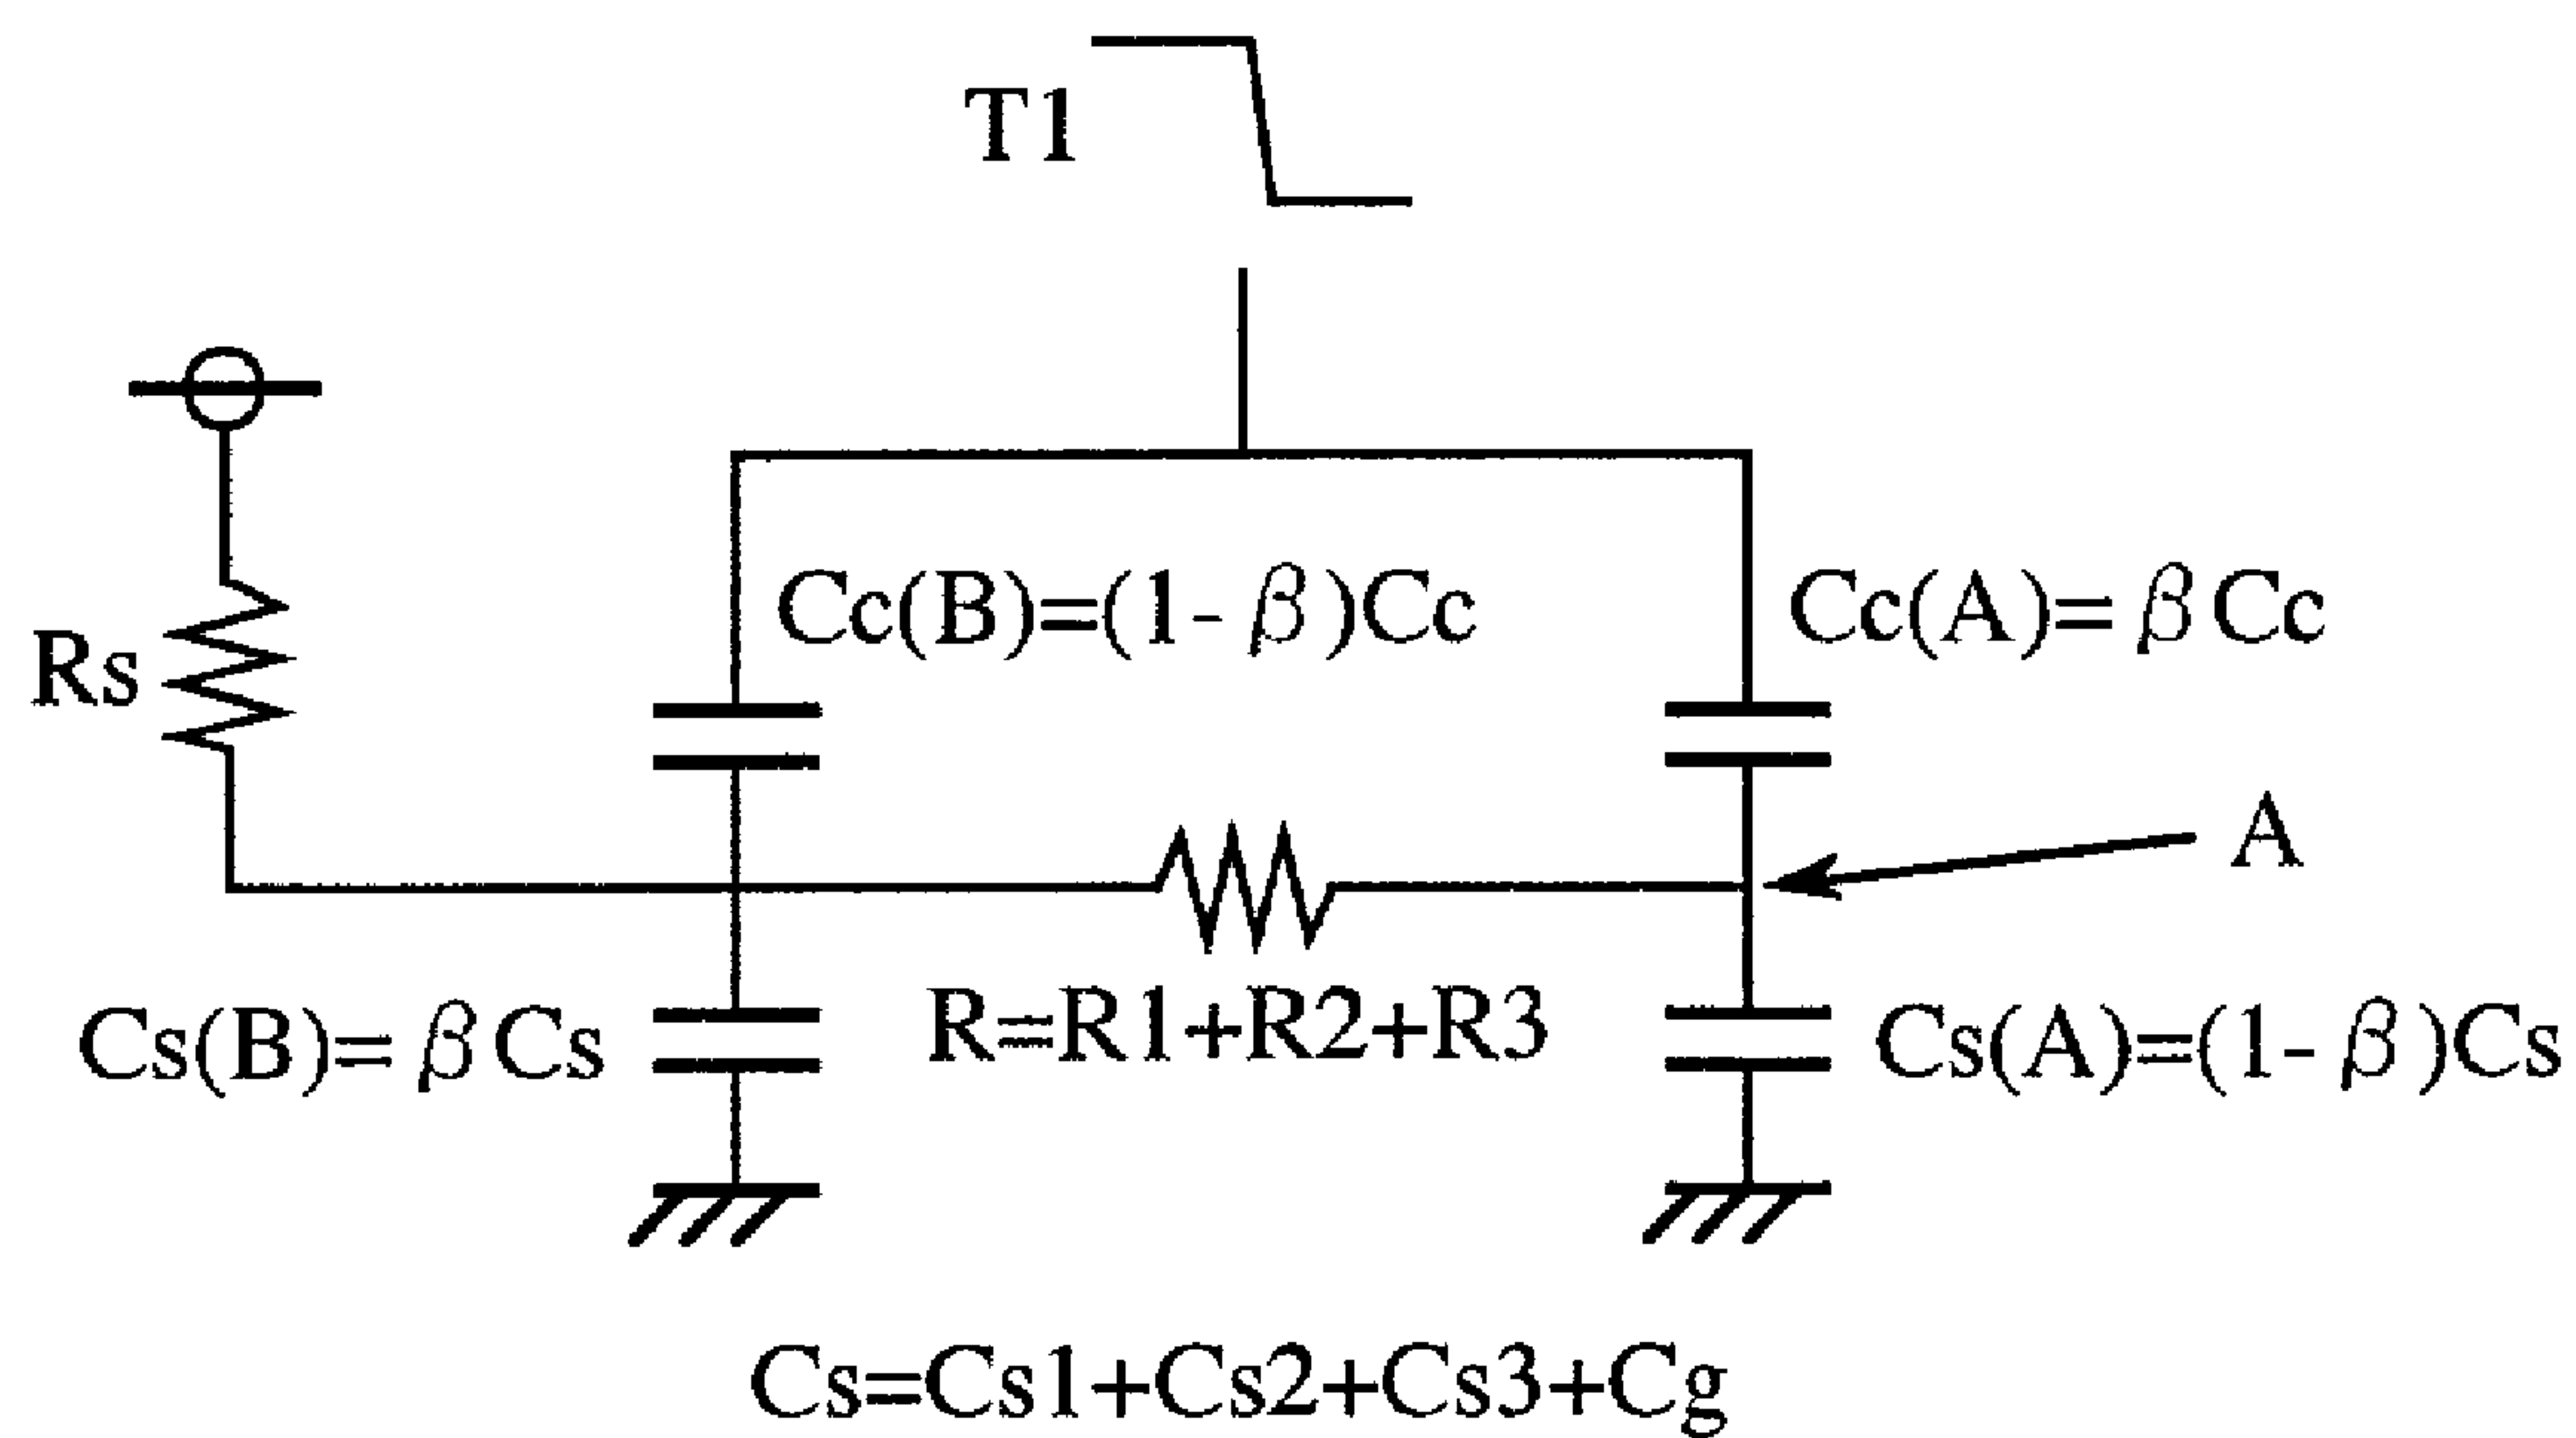 T1
Cc(B)=(1-β)Cc
Cc(A)=βCc
Rs
A
Cs(B)=βCs
R=R1+R2+R3
Cs(A)=(1-β)Cs
Cs=Cs1+Cs2+Cs3+Cg